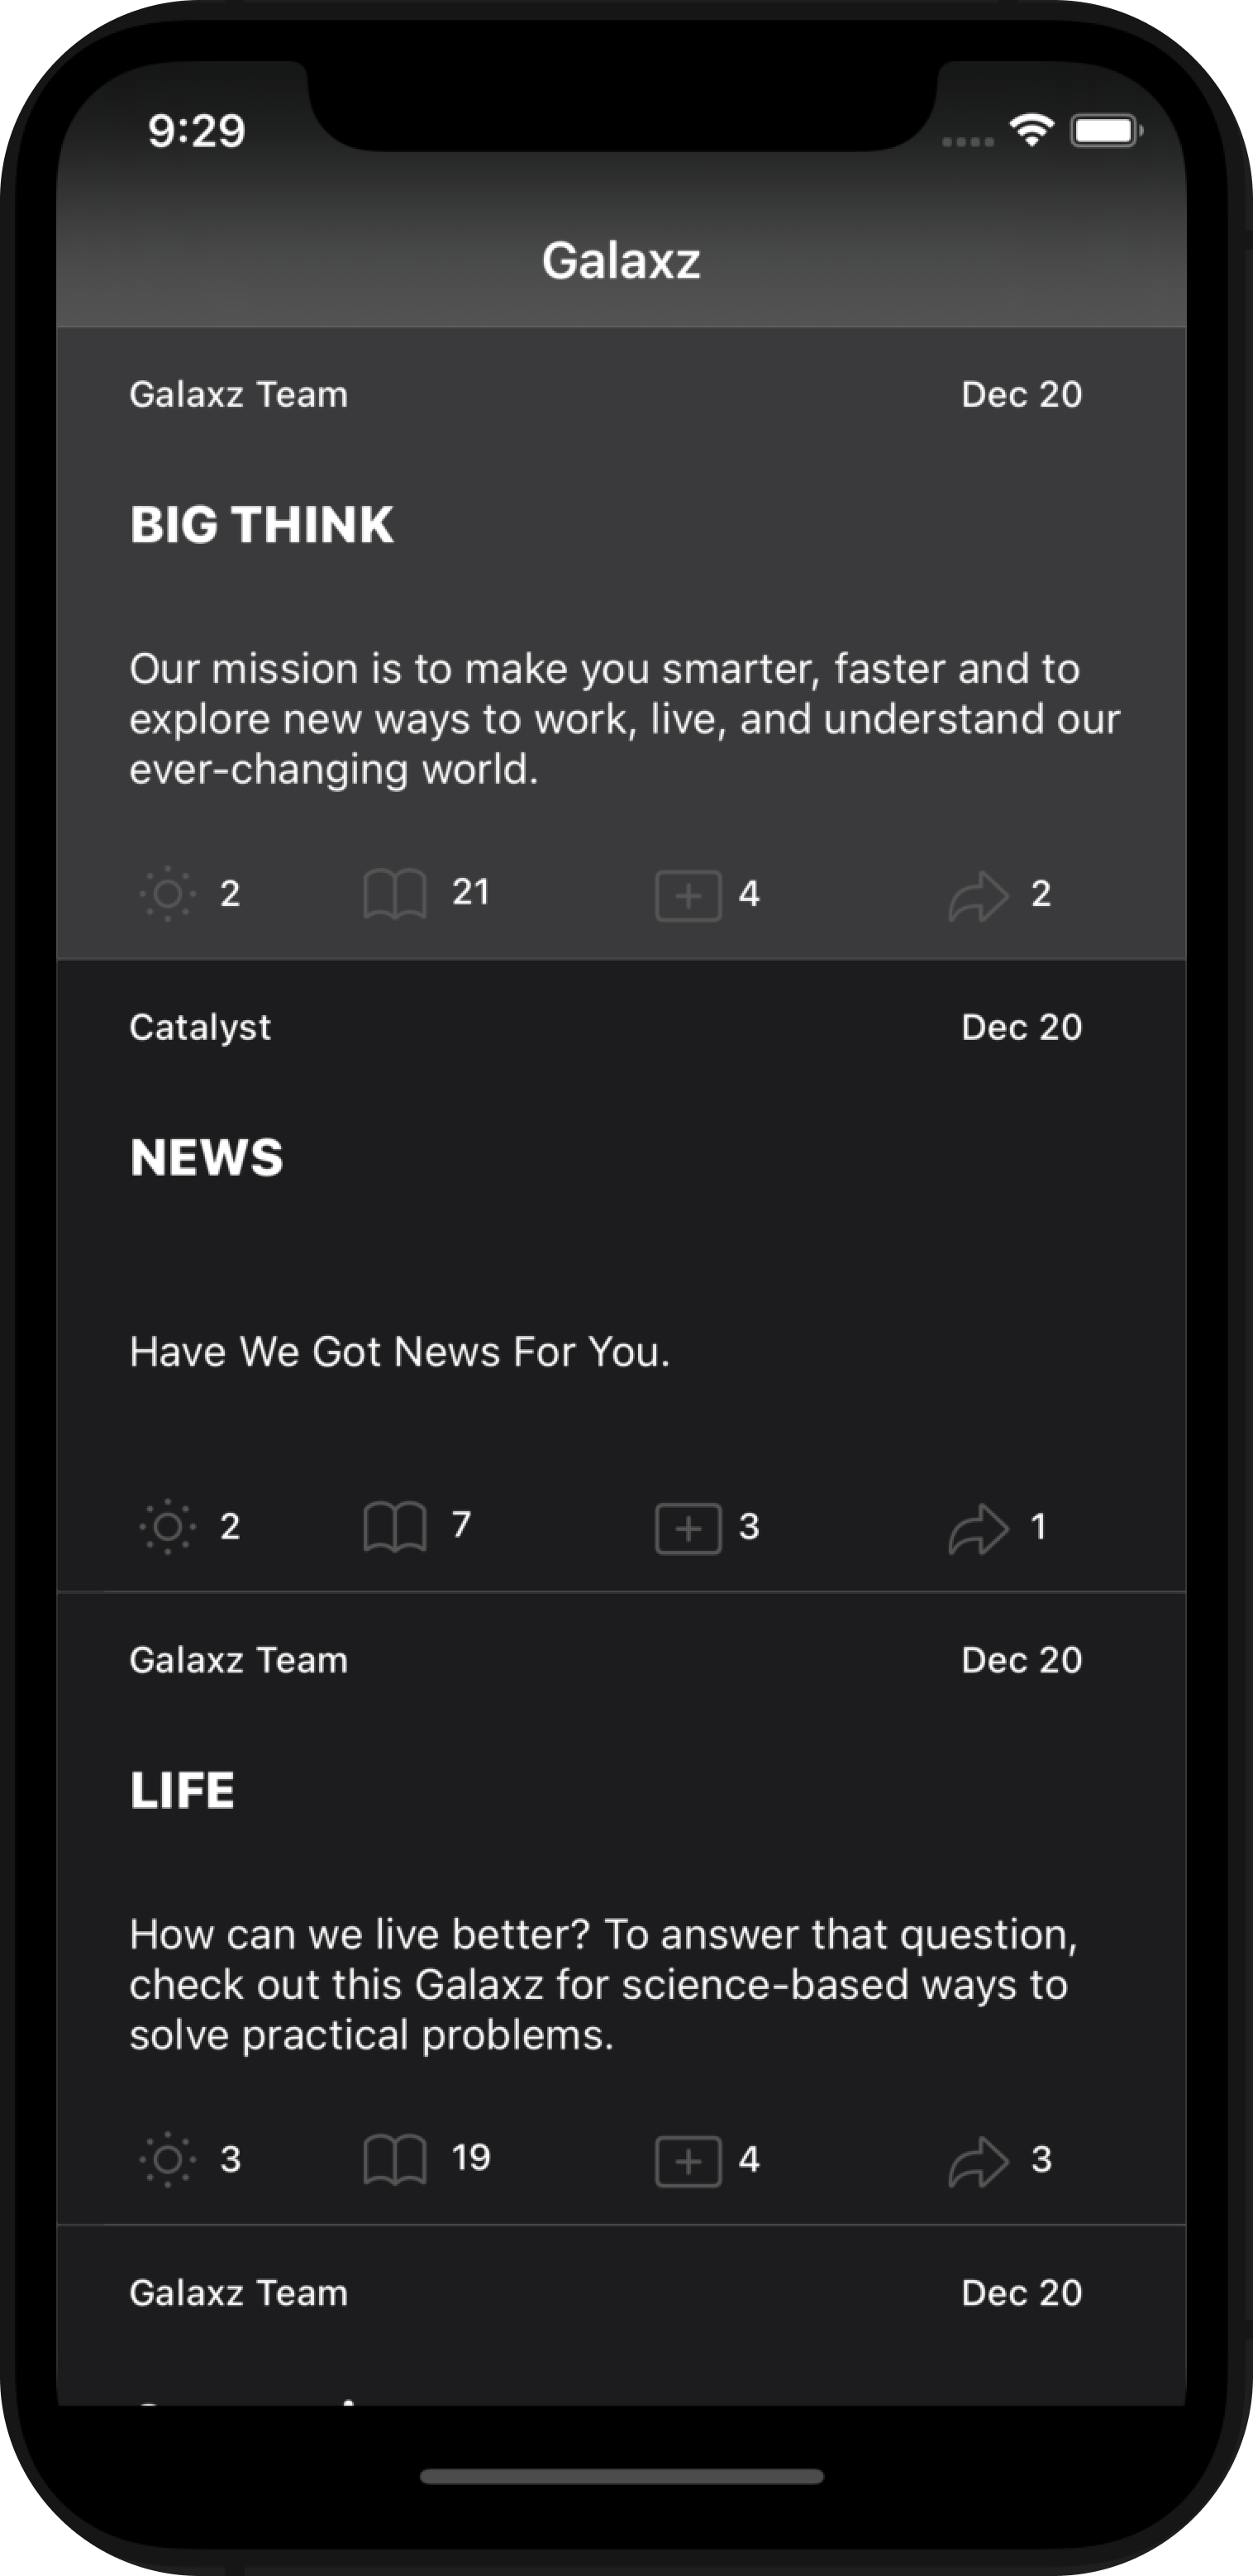 9:29
Galaxz
Galaxz Team Dec 20
BIG THINK
Our mission is to make you smarter, faster and to
explore new ways to work, live, and understand our
ever-changing world.
2 21 4 2
Catalyst Dec 20
NEWS
Have We Got News For You.
2 7 3 1
Galaxz Team Dec 20
LIFE
How can we live better? To answer that question,
check out this Galaxz for science-based ways to
solve practical problems.
3 19 4 3
Galaxz Team Dec 20